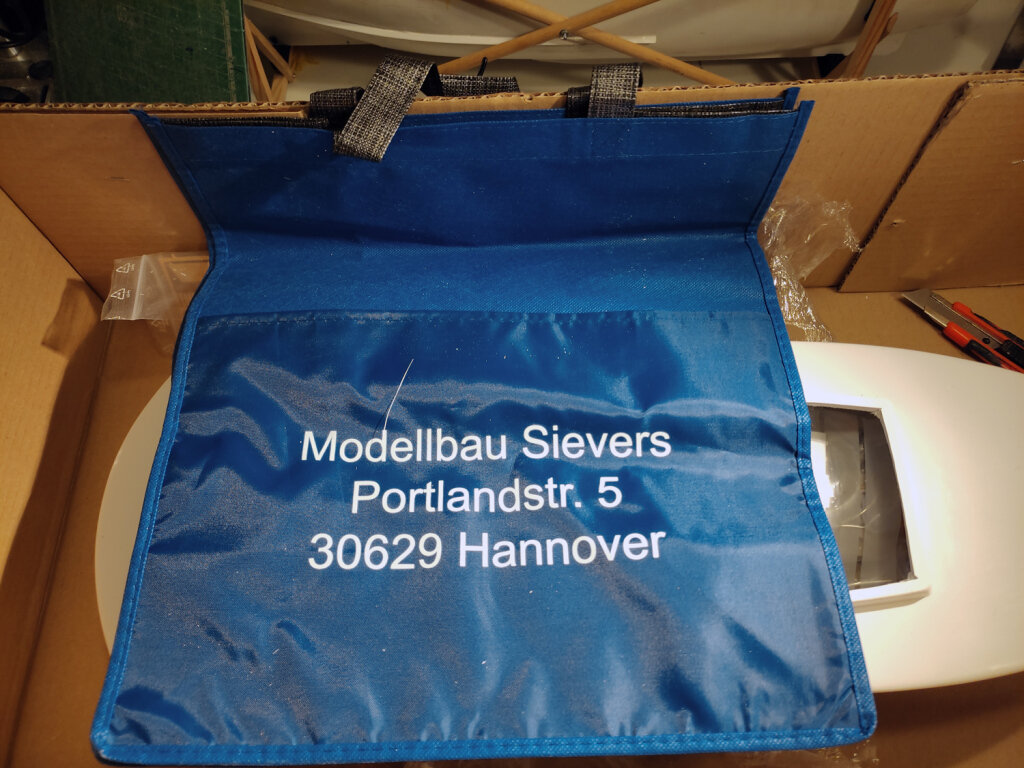 Modellbau Sievers
Portlandstr. 5
30629 Hannover